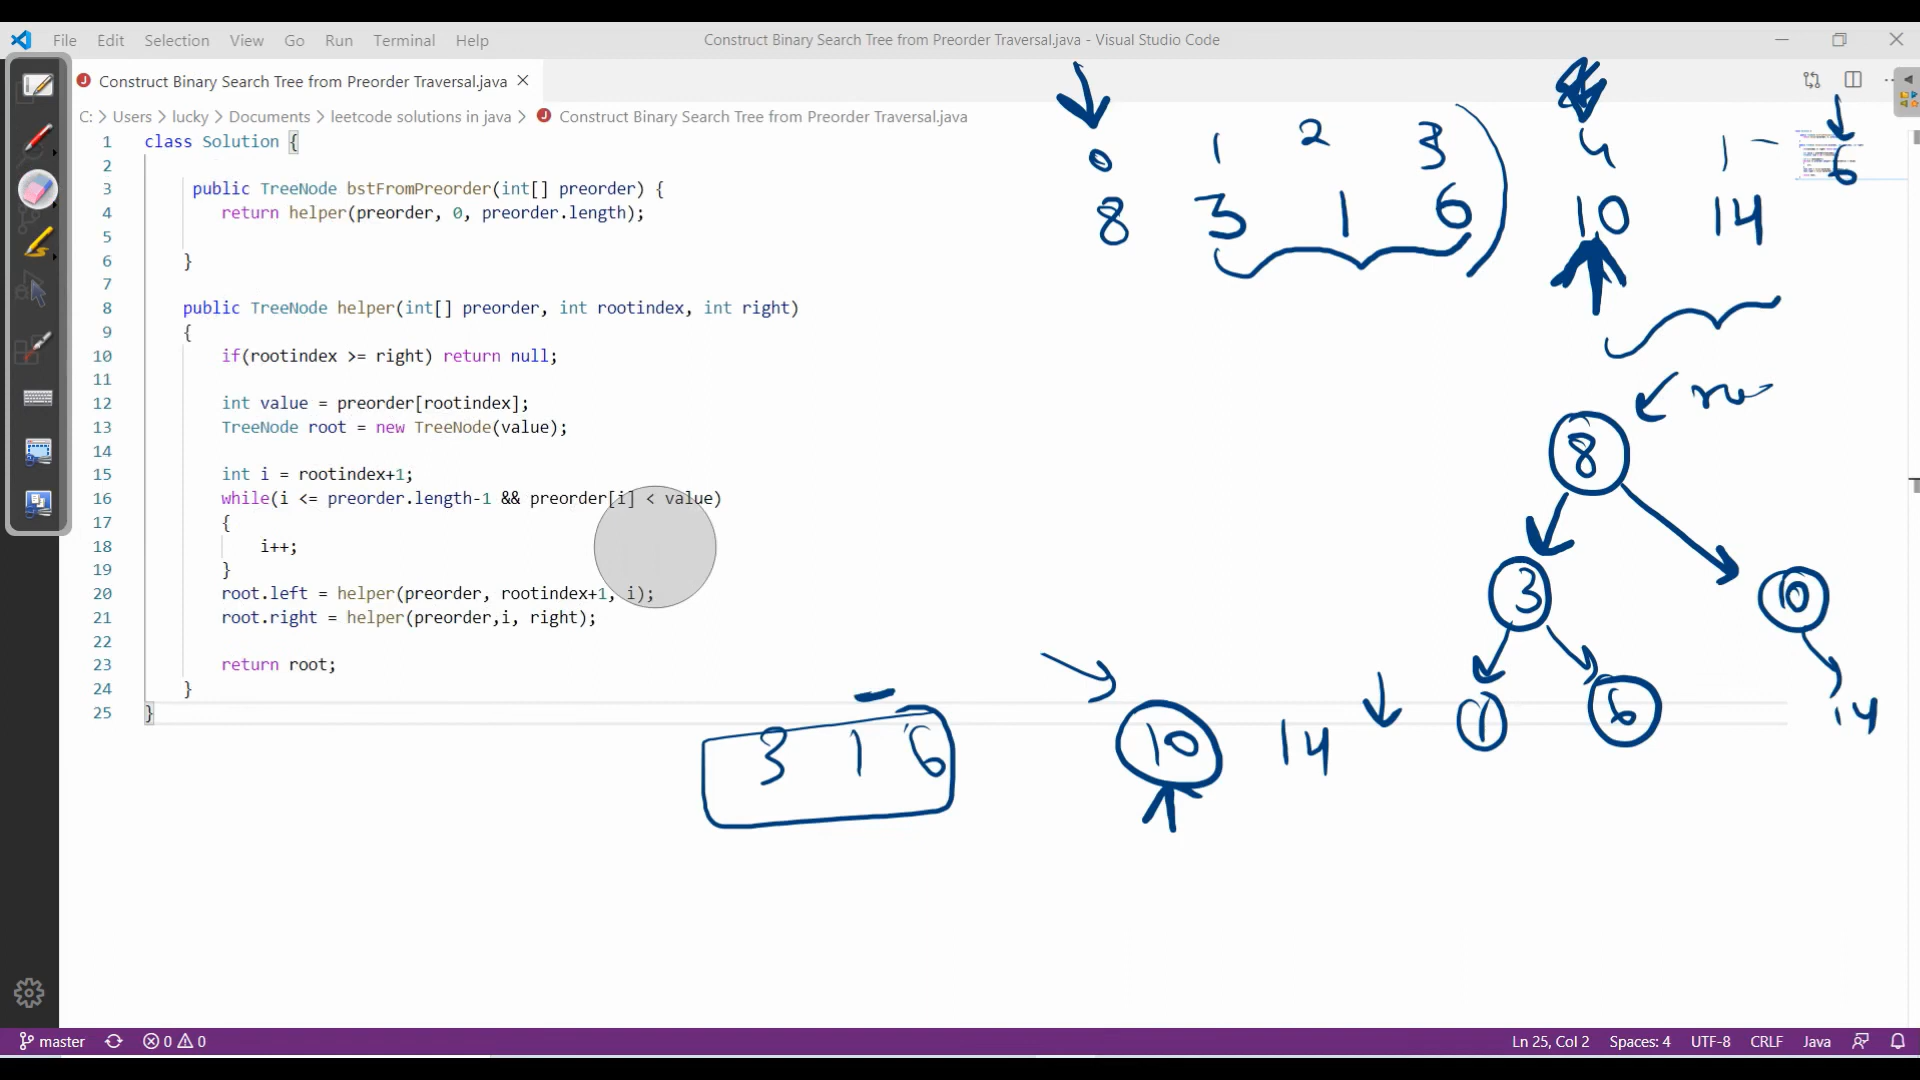 File Edit Selection View Go Run Terminal Help
Construct Binary Search Tree from Preorder Traversal.java - Visual Studio Code
Construct Binary Search Tree from Preorder Traversal.java
C: > Users > lucky > Documents > leetcode solutions in java > Construct Binary Search Tree from Preorder Traversal.java
1 class Solution {
2
3 public TreeNode bstFromPreorder(int[] preorder) {
4 return helper(preorder, 0, preorder.length);
5
6 }
7
8 public TreeNode helper(int[] preorder, int rootindex, int right)
9 {
10 if(rootindex >= right) return null;
11
12 int value = preorder[rootindex];
13 TreeNode root = new TreeNode(value);
14
15 int i = rootindex+1;
16 while(i <= preorder.length-1 && preorder[i] < value)
17 {
18 i++;
19 }
20 root.left = helper(preorder, rootindex+1, i);
21 root.right = helper(preorder,i, right);
22
23 return root;
24 }
25 }
0 1 2 3 4
8 3 1 6 10 14
8
3 10
1 6 14
3 1 6 10 14
master 0 0
Ln 25, Col 2 Spaces: 4 UTF-8 CRLF Java